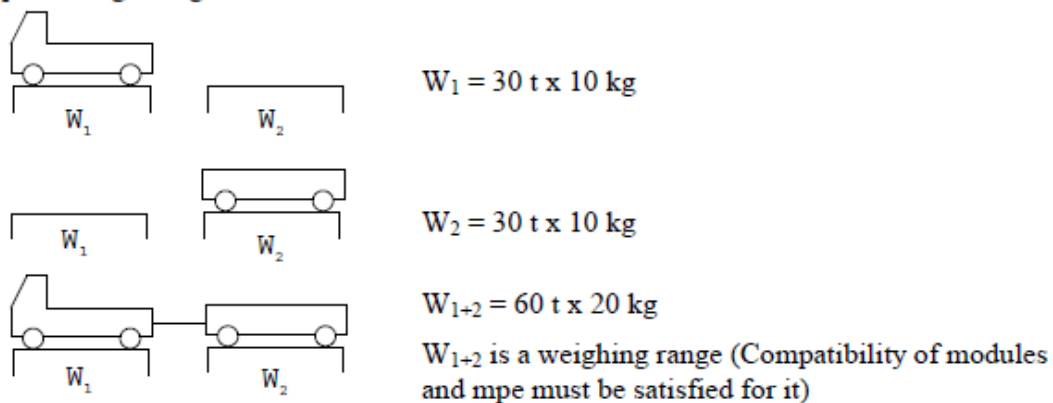 W₁ = 30 t x 10 kg
W₁ W₂
W₂ = 30 t x 10 kg
W₁ W₂
W₁₊₂ = 60 t x 20 kg
W₁₊₂ is a weighing range (Compatibility of modules
and mpe must be satisfied for it)
W₁ W₂